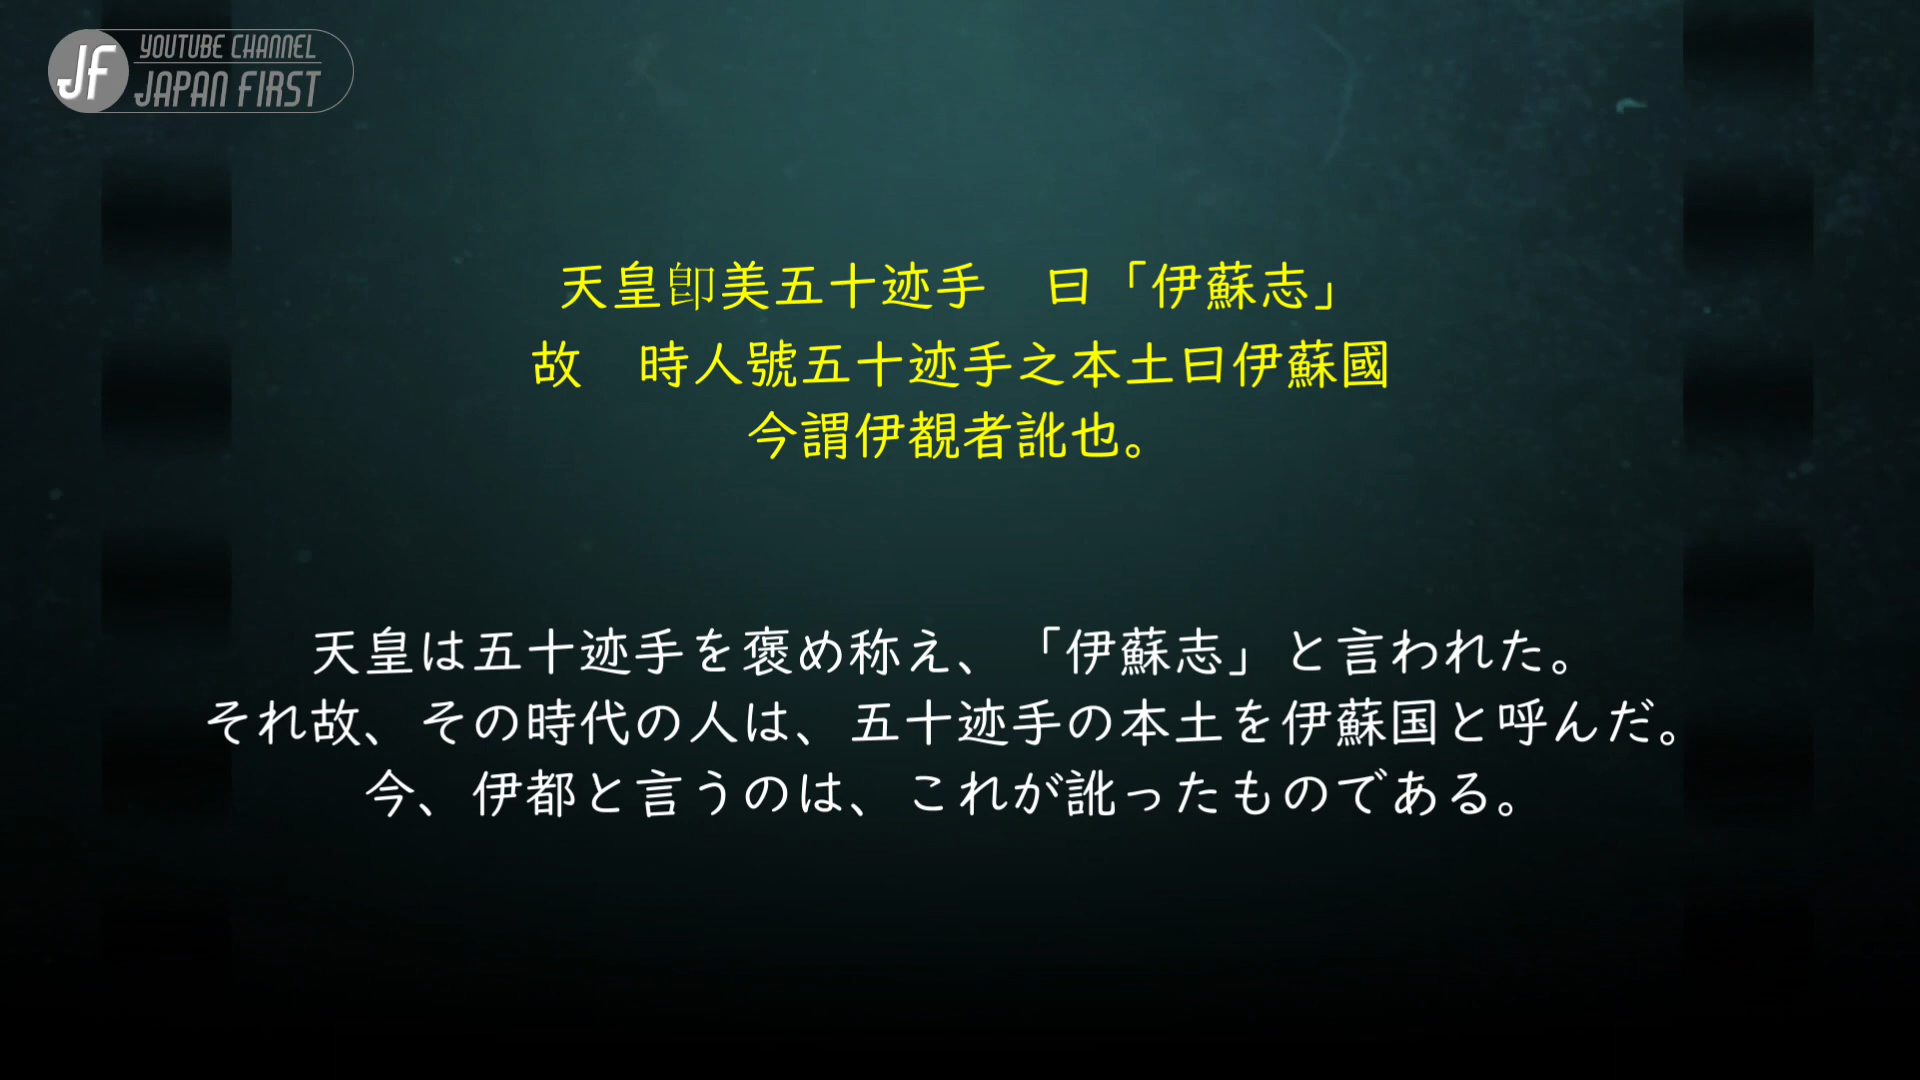 YOUTUBE CHANNEL
JF JAPAN FIRST
天皇卽美五十迹手　曰「伊蘇志」
故　時人號五十迹手之本土曰伊蘇國
今謂伊覩者訛也。
天皇は五十迹手を褒め称え、「伊蘇志」と言われた。
それ故、その時代の人は、五十迹手の本土を伊蘇国と呼んだ。
今、伊都と言うのは、これが訛ったものである。